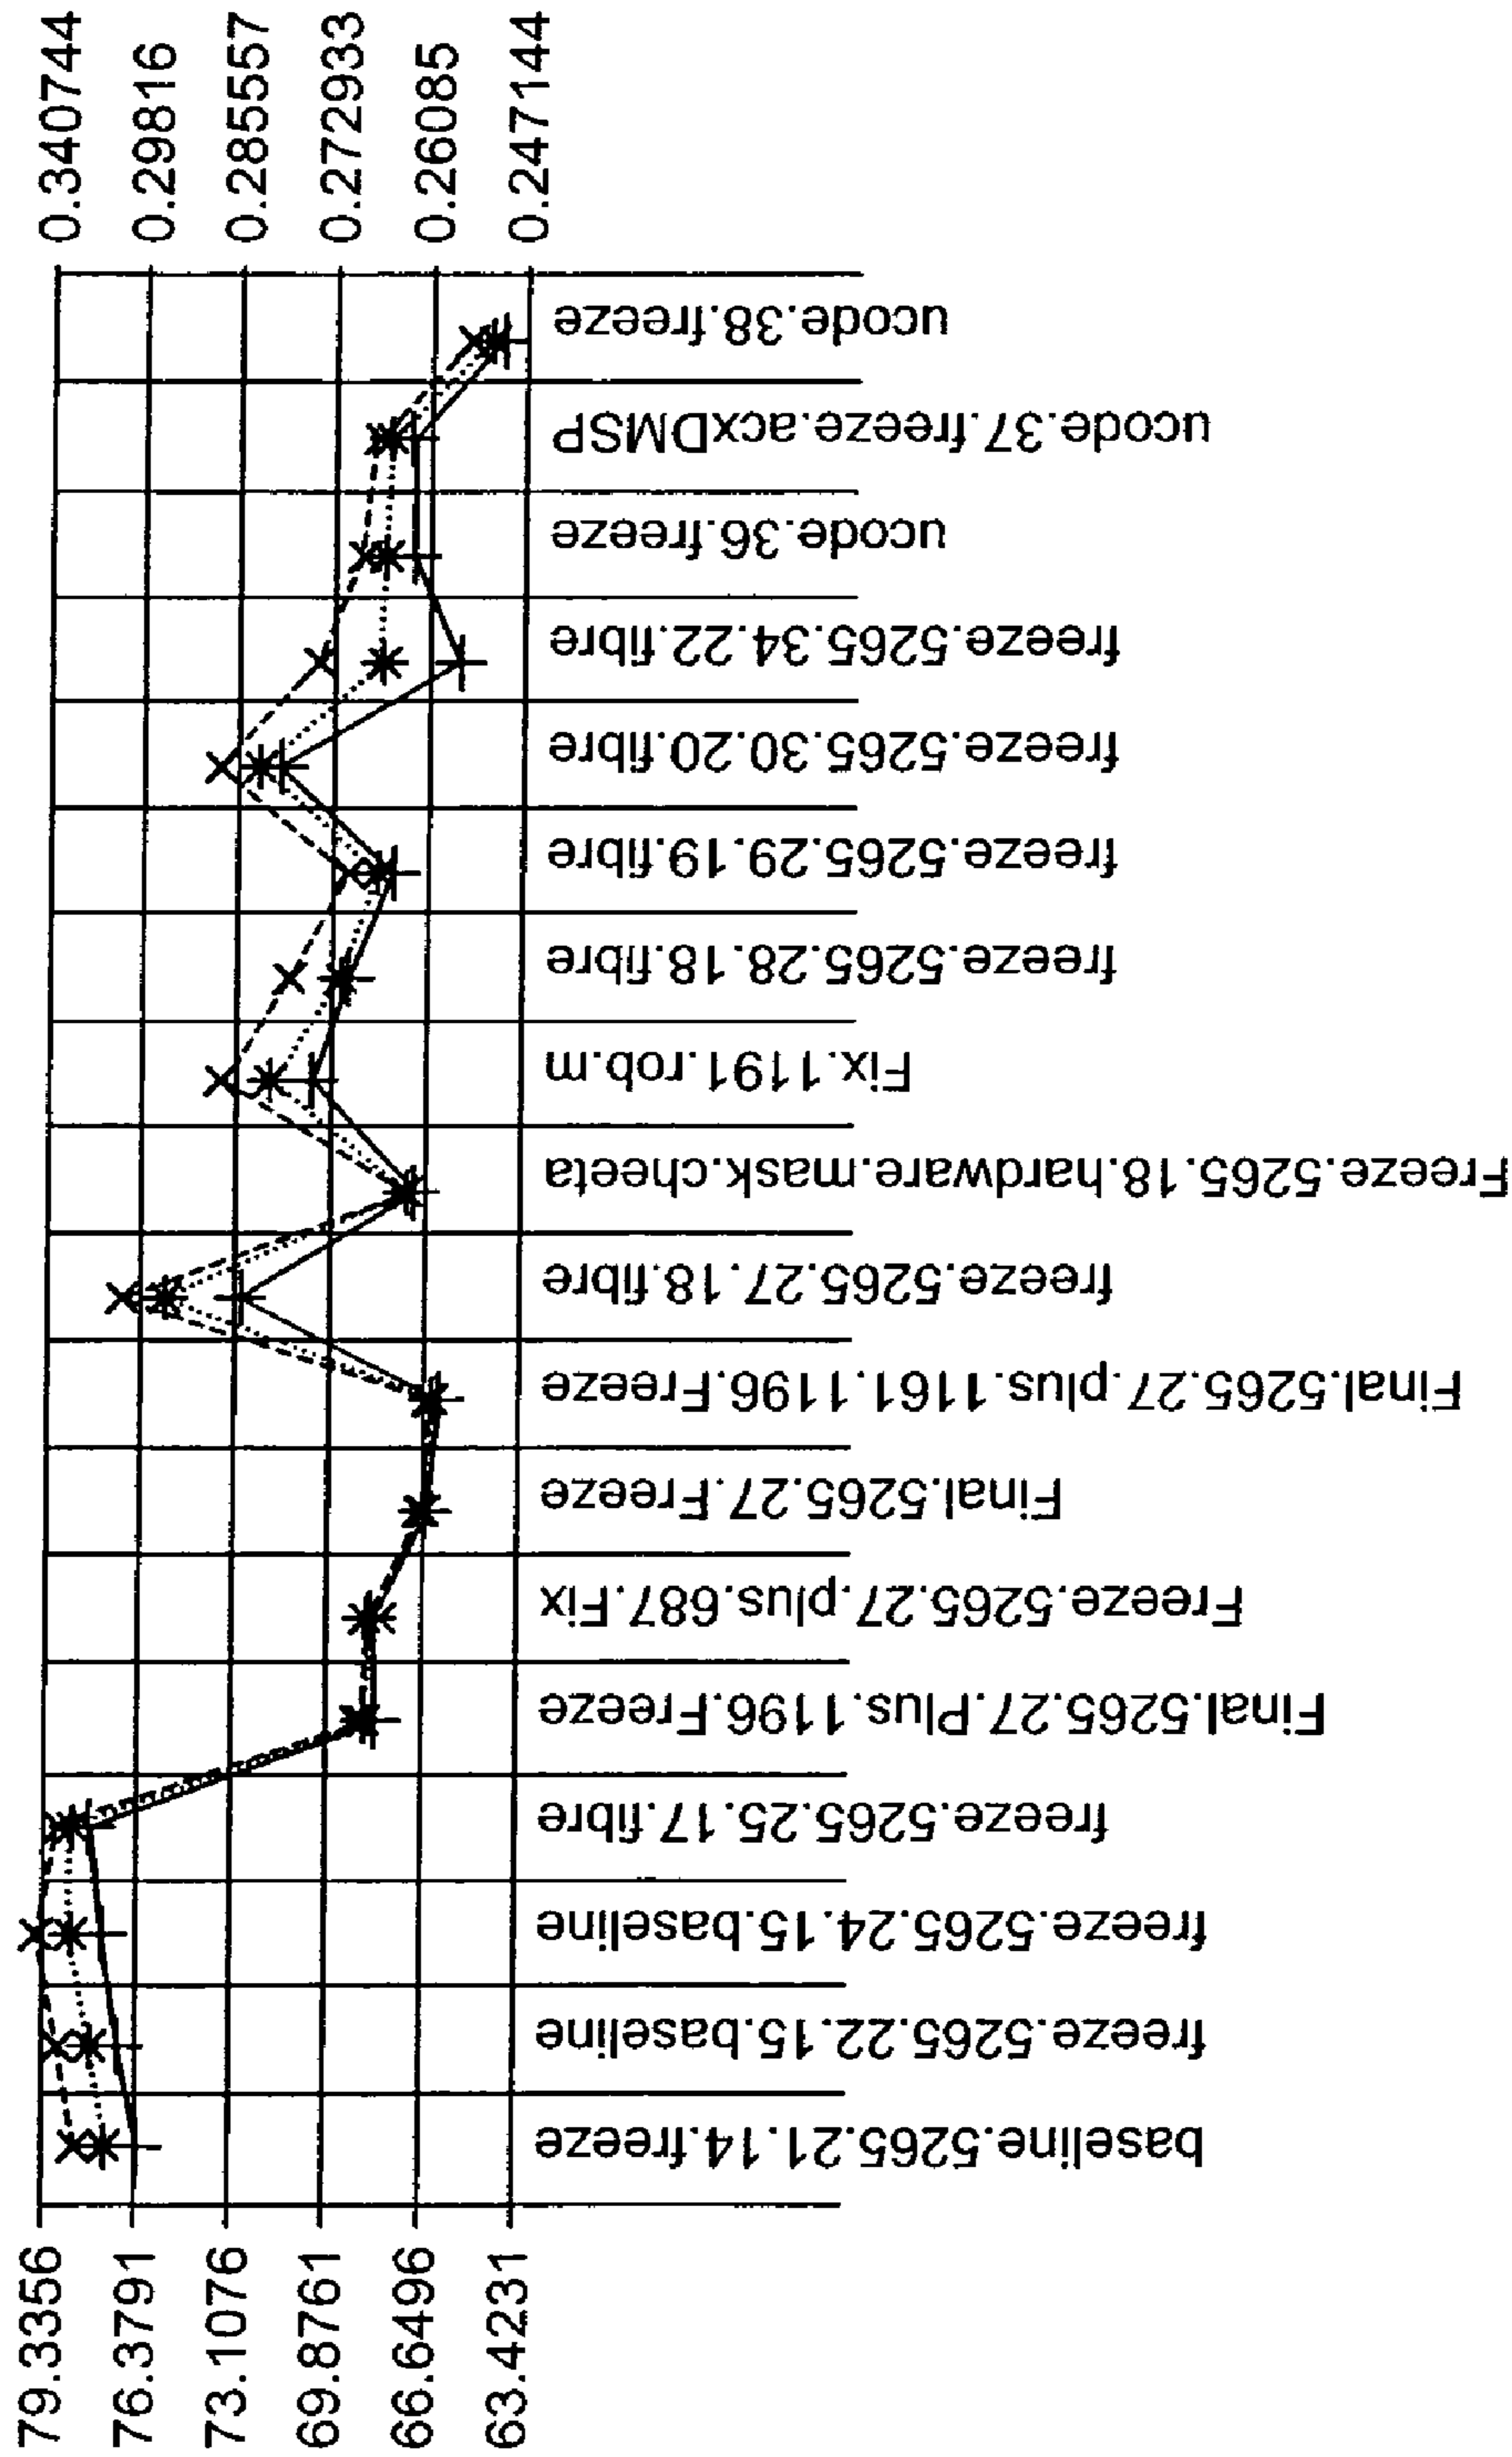 0.340744
0.29816
0.285557
0.272933
0.26085
0.247144
ucode.38.freeze
ucode.37.freeze.acxDMSP
ucode.36.freeze
freeze.5265.34.22.fibre
freeze.5265.30.20.fibre
freeze.5265.29.19.fibre
freeze.5265.28.18.fibre
Fix.1191.rob.m
Freeze.5265.18.hardware.mask.cheeta
freeze.5265.27.18.fibre
Final.5265.27.plus.1161.1196.Freeze
Final.5265.27.Freeze
Freeze.5265.27.plus.687.Fix
Final.5265.27.Plus.1196.Freeze
freeze.5265.25.17.fibre
freeze.5265.24.15.baseline
freeze.5265.22.15.baseline
baseline.5265.21.14.freeze
79.3356
76.3791
73.1076
69.8761
66.6496
63.4231